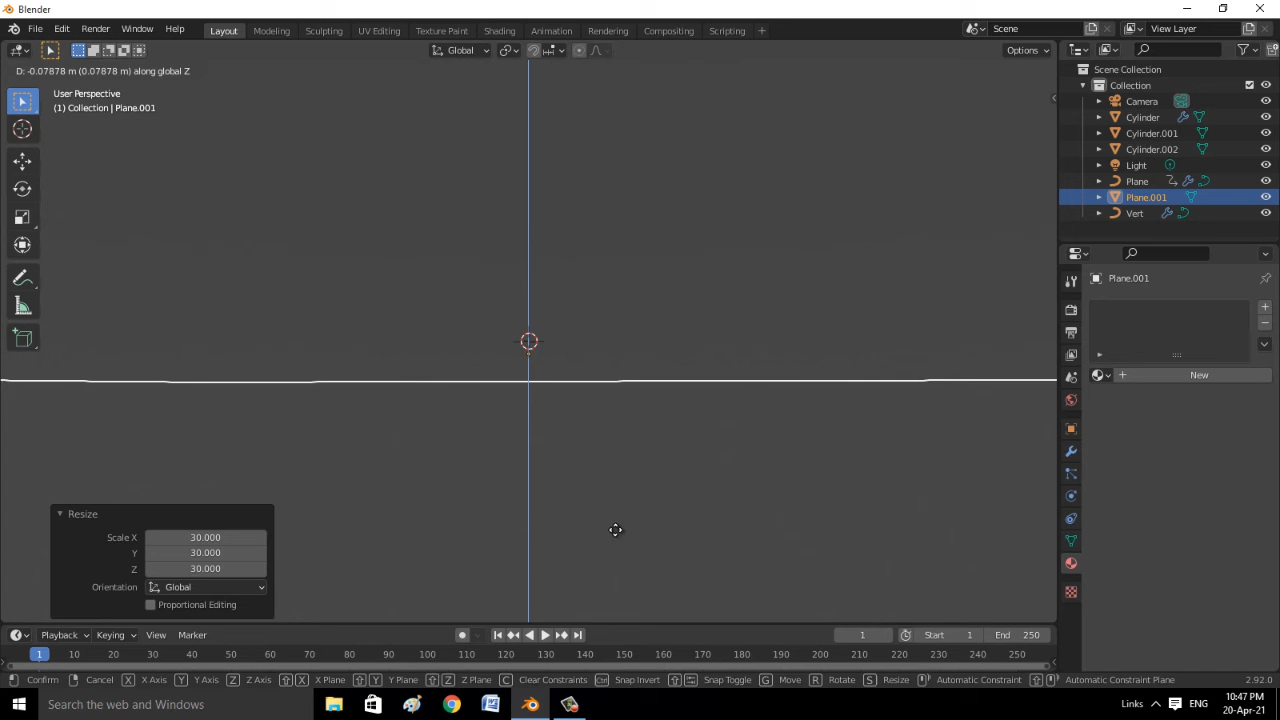 Blender
File Edit Render Window Help
Layout Modeling Sculpting UV Editing Texture Paint Shading Animation Rendering Compositing Scripting +
Scene
View Layer
Global
Options
D: -0.07878 m (0.07878 m) along global Z
User Perspective
(1) Collection | Plane.001
Scene Collection
Collection
Camera
Cylinder
Cylinder.001
Cylinder.002
Light
Plane
Plane.001
Vert
Plane.001
New
Resize
Scale X 30.000
Y 30.000
Z 30.000
Orientation Global
Proportional Editing
Playback Keying View Marker
1
Start 1
End 250
1 10 20 30 40 50 60 70 80 90 100 110 120 130 140 150 160 170 180 190 200 210 220 230 240 250
Confirm Cancel X X Axis Y Y Axis Z Z Axis X X Plane Y Y Plane Z Z Plane C Clear Constraints Ctrl Snap Invert Snap Toggle G Move R Rotate S Resize Automatic Constraint Automatic Constraint Plane 2.92.0
Search the web and Windows
Links
ENG
10:47 PM
20-Apr-21